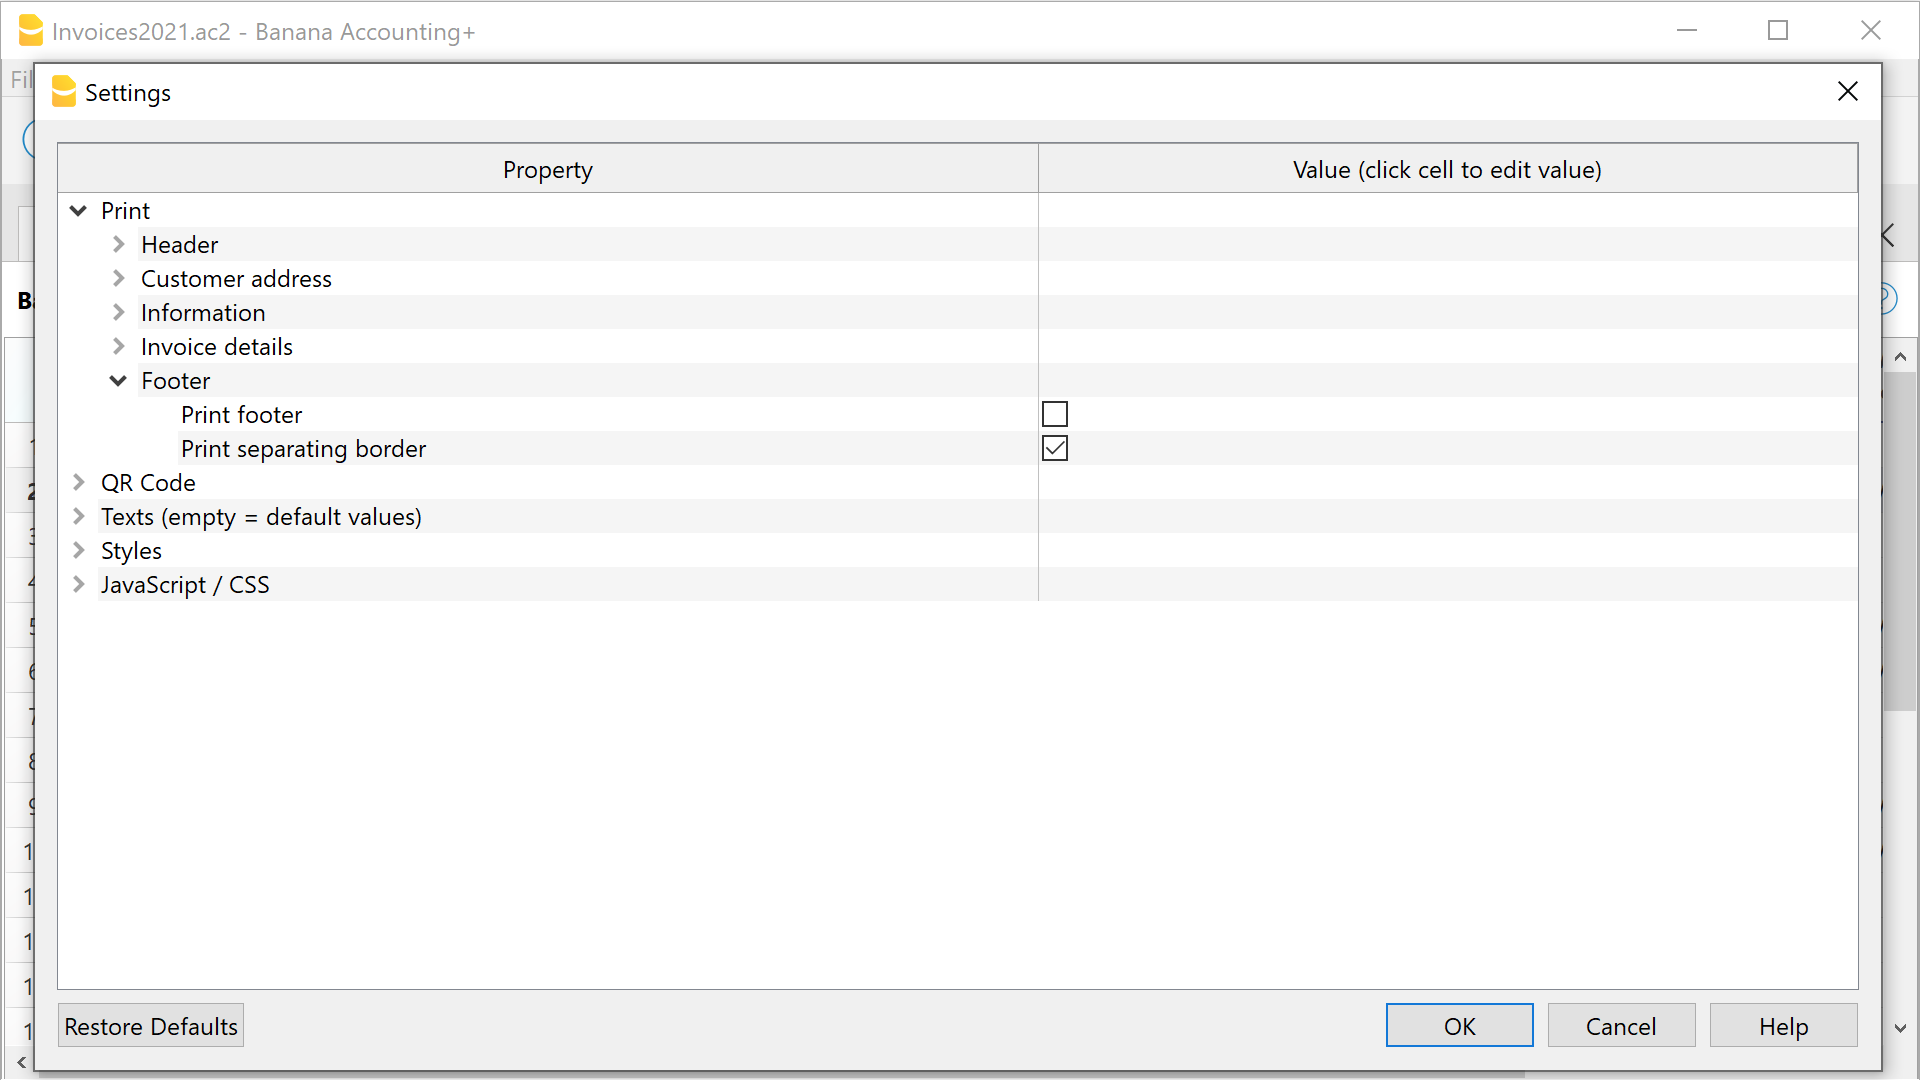 Invoices2021.ac2 - Banana Accounting+
Settings
Property
Value (click cell to edit value)
Print
Header
Customer address
Information
Invoice details
Footer
Print footer
Print separating border
QR Code
Texts (empty = default values)
Styles
JavaScript / CSS
Restore Defaults
OK
Cancel
Help